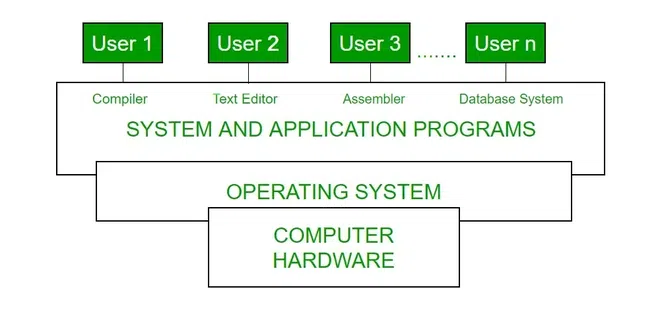 User 1 User 2 User 3 ....... User n
Compiler Text Editor Assembler Database System
SYSTEM AND APPLICATION PROGRAMS
OPERATING SYSTEM
COMPUTER
HARDWARE